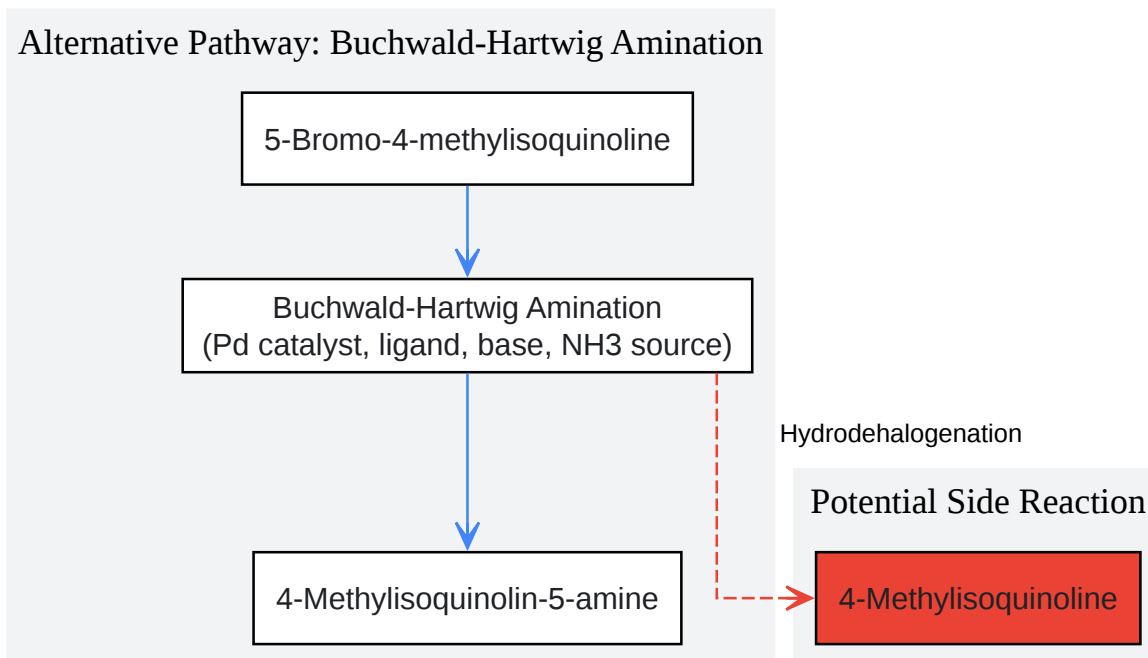 Alternative Pathway: Buchwald-Hartwig Amination
5-Bromo-4-methylisoquinoline
Buchwald-Hartwig Amination
(Pd catalyst, ligand, base, NH3 source)
Hydrodehalogenation
Potential Side Reaction
4-Methylisoquinolin-5-amine
4-Methylisoquinoline